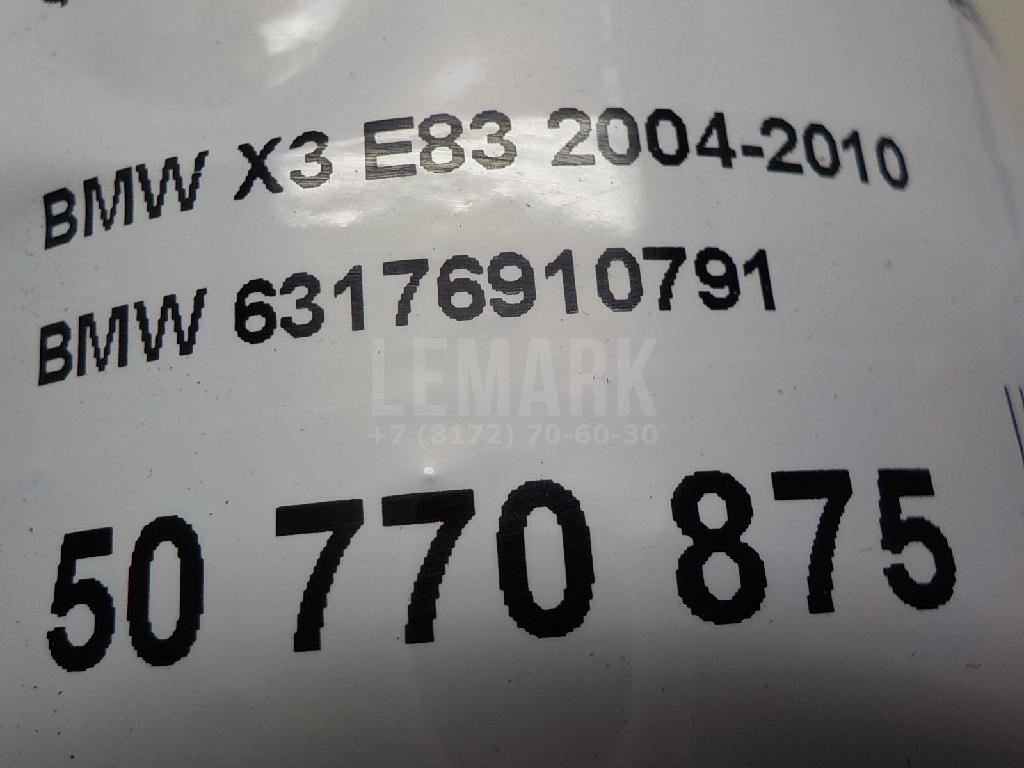 BMW X3 E83 2004-2010
BMW 63176910791
LEMARK
+7 (8172) 70-60-30
50 770 875